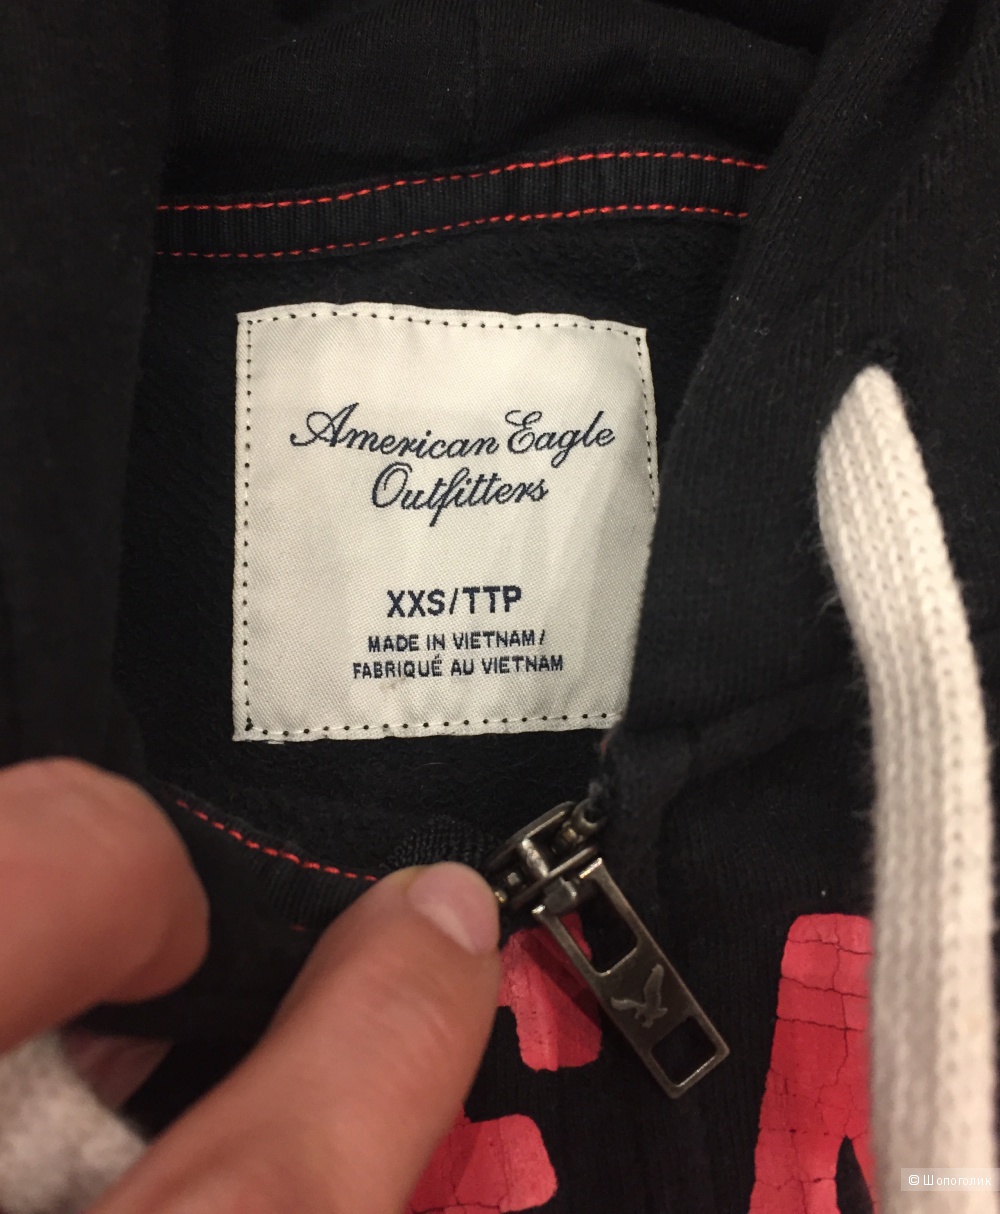 American Eagle
Outfitters
XXS/TTP
MADE IN VIETNAM/
FABRIQUÉ AU VIETNAM
© Шопоголик